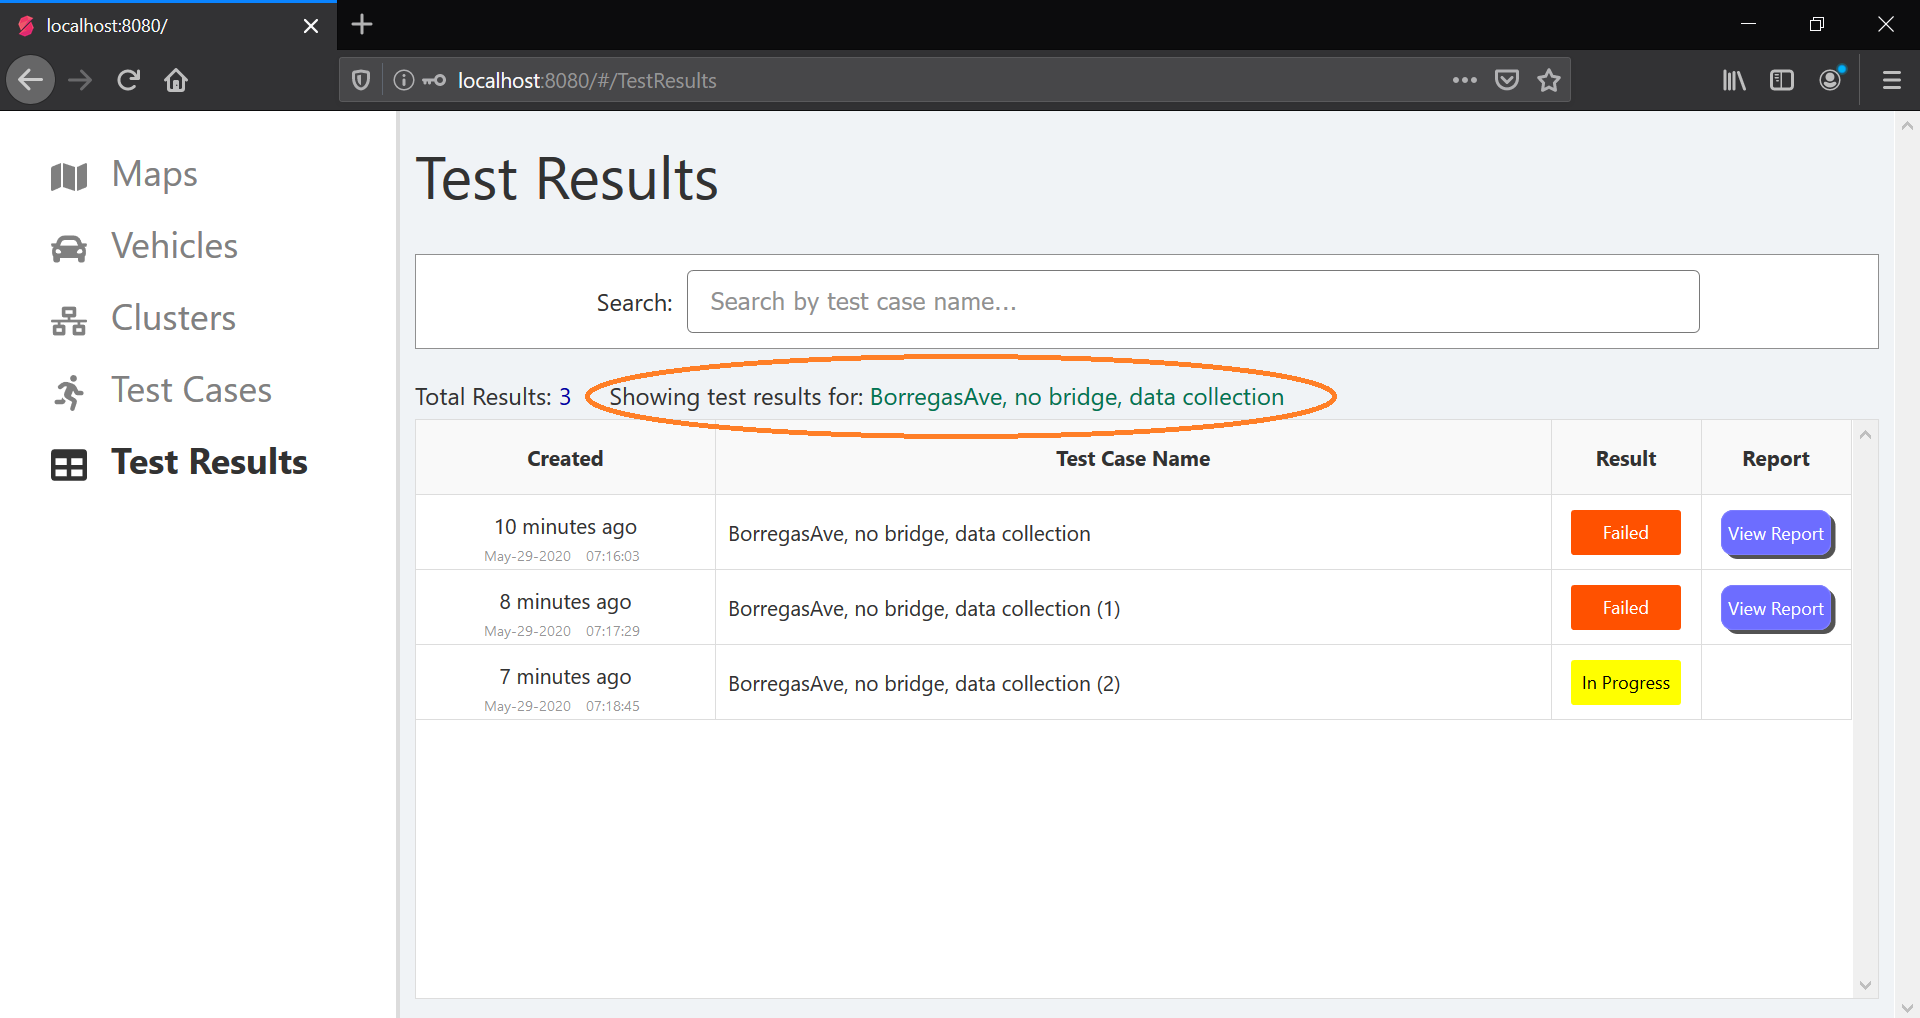 localhost:8080/
localhost:8080/#/TestResults
Maps
Vehicles
Clusters
Test Cases
Test Results
Test Results
Search: Search by test case name...
Total Results: 3 Showing test results for: BorregasAve, no bridge, data collection
Created Test Case Name Result Report
10 minutes ago
May-29-2020 07:16:03
BorregasAve, no bridge, data collection Failed View Report
8 minutes ago
May-29-2020 07:17:29
BorregasAve, no bridge, data collection (1) Failed View Report
7 minutes ago
May-29-2020 07:18:45
BorregasAve, no bridge, data collection (2) In Progress